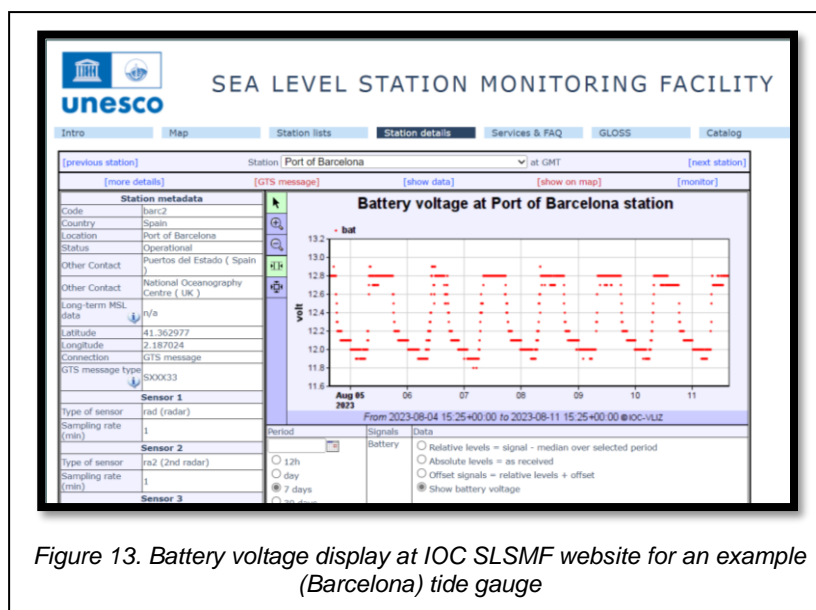 unesco
SEA LEVEL STATION MONITORING FACILITY
Intro Map Station lists Station details Services & FAQ GLOSS Catalog
[previous station] Station Port of Barcelona at GMT [next station]
[more details] [GTS message] [show data] [show on map] [monitor]
Station metadata
Code barc2
Country Spain
Location Port of Barcelona
Status Operational
Other Contact Puertos del Estado ( Spain
)
Other Contact National Oceanography
Centre ( UK )
Long-term MSL
data n/a
Latitude 41.362977
Longitude 2.187024
Connection GTS message
GTS message type SXXX33
Sensor 1
Type of sensor rad (radar)
Sampling rate
(min) 1
Sensor 2
Type of sensor ra2 (2nd radar)
Sampling rate
(min) 1
Sensor 3
Battery voltage at Port of Barcelona station
bat
13.2
13.0
12.8
12.6
12.4
12.2
12.0
11.8
11.6
volt
Aug 05 06 07 08 09 10 11
2023
From 2023-08-04 15:25+00:00 to 2023-08-11 15:25+00:00 ©IOC-VLIZ
Period Signals Data
Battery
12h
day
7 days
30 days
Relative levels = signal - median over selected period
Absolute levels = as received
Offset signals = relative levels + offset
Show battery voltage
Figure 13. Battery voltage display at IOC SLSMF website for an example
(Barcelona) tide gauge